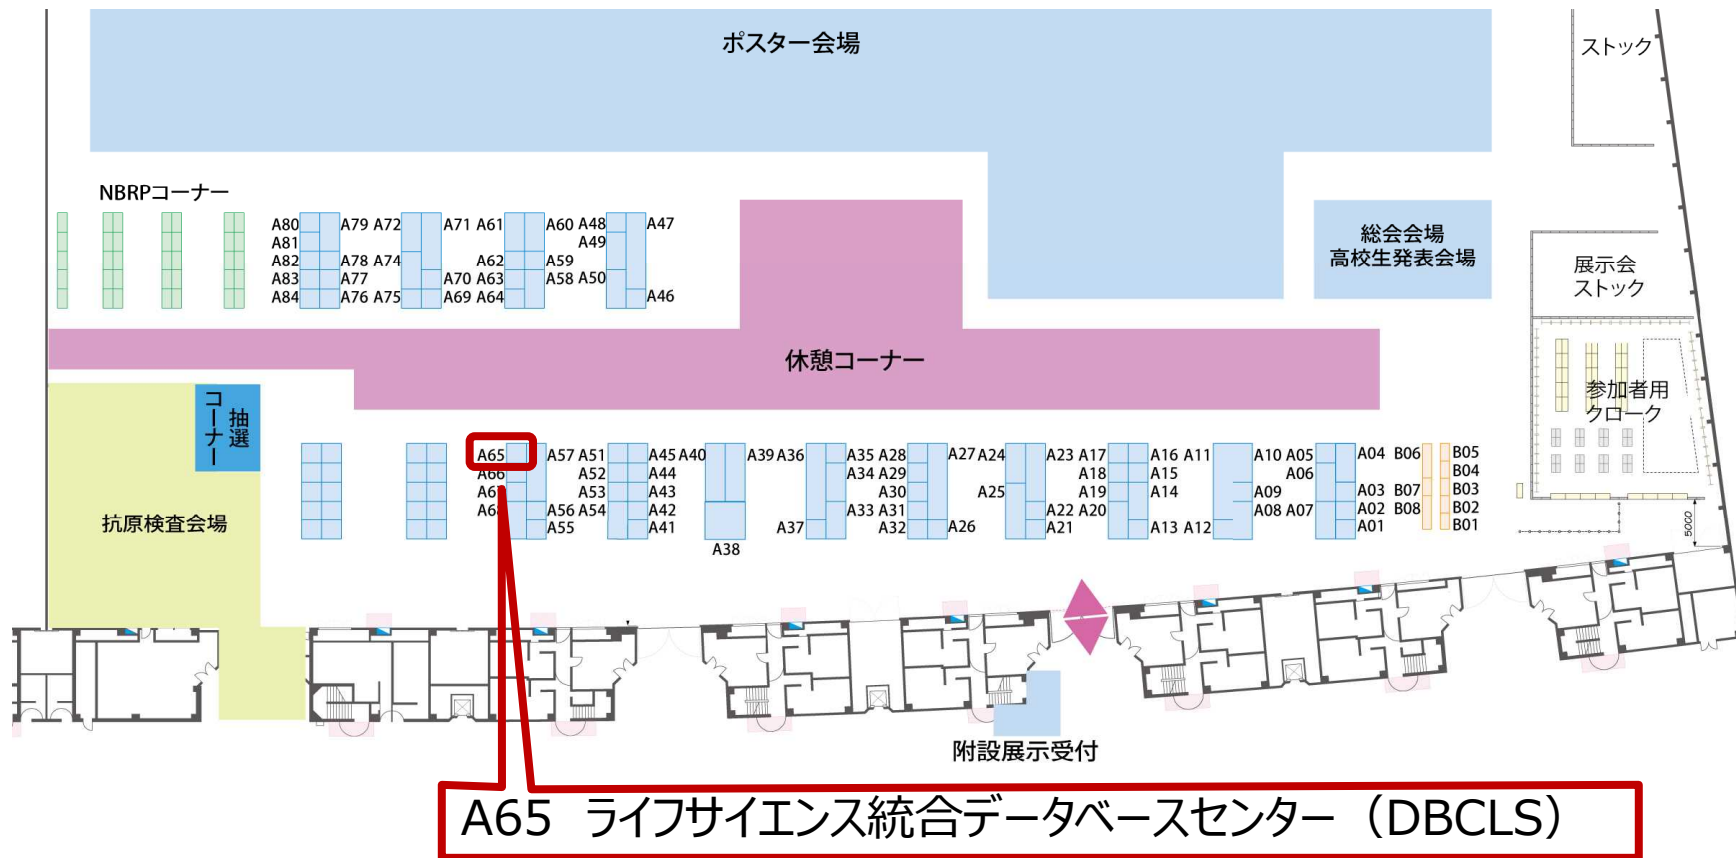 ポスター会場
ストック
NBRPコーナー
A80 A79 A72 A71 A61 A60 A48 A47
A81 A49
A82 A78 A74 A62 A59
A83 A77 A70 A63 A58 A50
A84 A76 A75 A69 A64 A46
総会会場
高校生発表会場
展示会
ストック
休憩コーナー
参加者用
クローク
抽選
コーナー
抗原検査会場
A65 A57 A51 A45 A40 A39 A36 A35 A28 A27 A24 A23 A17 A16 A11 A10 A05 A04 B06 B05
A66 A52 A44 A34 A29 A18 A15 A06 B04
A67 A53 A43 A30 A25 A19 A14 A09 A03 B07 B03
A68 A56 A54 A42 A33 A31 A22 A20 A08 A07 A02 B08 B02
A55 A41 A37 A32 A26 A21 A13 A12 A01 B01
A38
5000
附設展示受付
A65 ライフサイエンス統合データベースセンター（DBCLS）